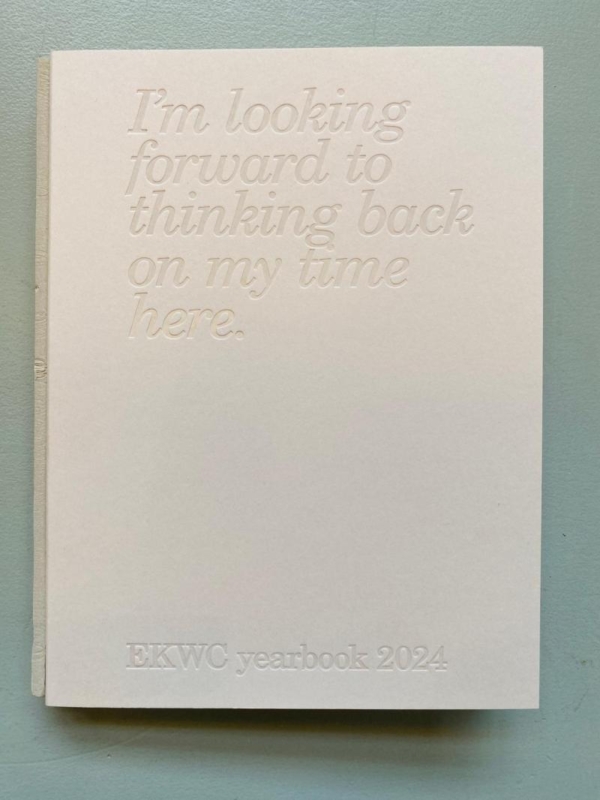 I'm looking
forward to
thinking back
on my time
here.
EKWC yearbook 2024